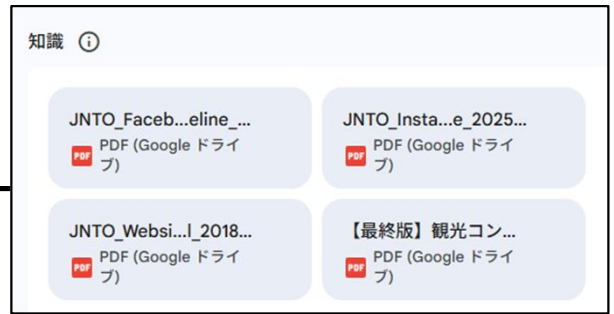 知識
JNTO_Faceb...eline_...
PDF (Google ドライ
ブ)
JNTO_Insta...e_2025...
PDF (Google ドライ
ブ)
JNTO_Websi...l_2018...
PDF (Google ドライ
ブ)
【最終版】観光コン...
PDF (Google ドライ
ブ)